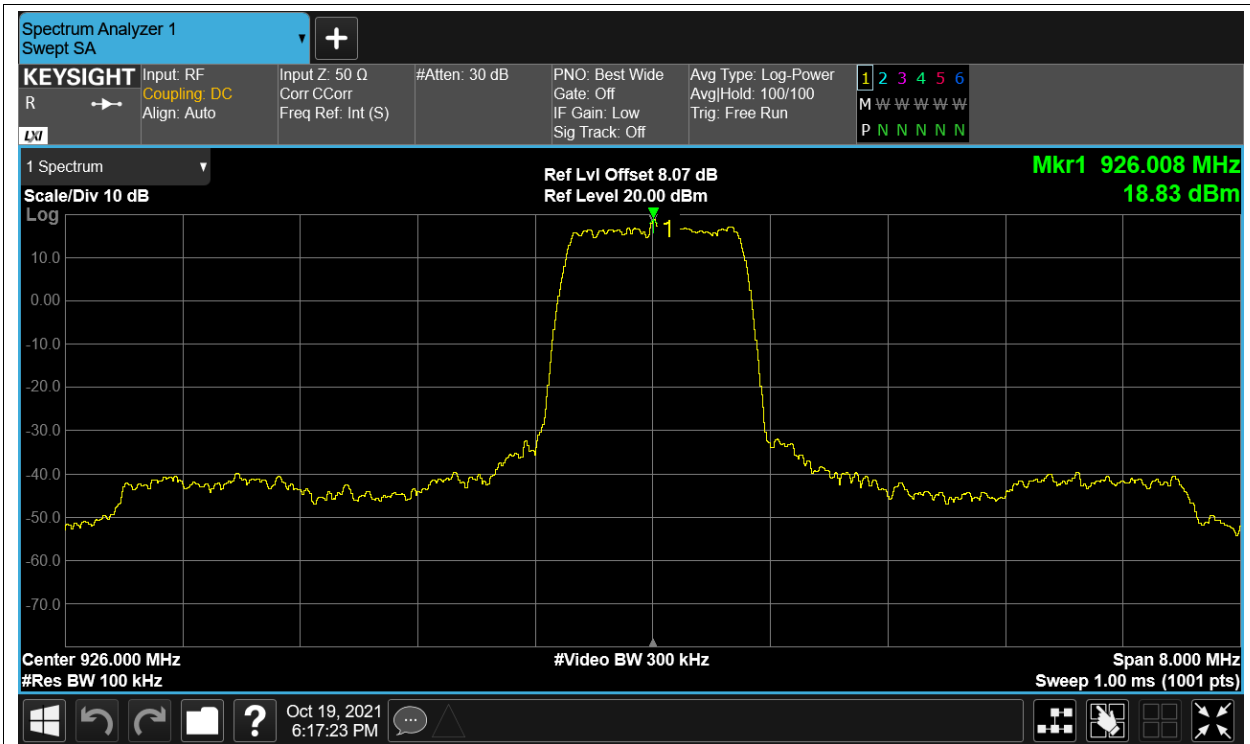 Spectrum Analyzer 1
Swept SA
+
KEYSIGHT
R
LXI
Input: RF
Coupling: DC
Align: Auto
Input Z: 50 Ω
Corr CCorr
Freq Ref: Int (S)
#Atten: 30 dB
PNO: Best Wide
Gate: Off
IF Gain: Low
Sig Track: Off
Avg Type: Log-Power
Avg|Hold: 100/100
Trig: Free Run
1 2 3 4 5 6
M W W W W W
P N N N N N
1 Spectrum
Scale/Div 10 dB
Ref Lvl Offset 8.07 dB
Ref Level 20.00 dBm
Mkr1 926.008 MHz
18.83 dBm
Log
1
10.0
0.00
-10.0
-20.0
-30.0
-40.0
-50.0
-60.0
-70.0
Center 926.000 MHz
#Video BW 300 kHz
Span 8.000 MHz
#Res BW 100 kHz
Sweep 1.00 ms (1001 pts)
?
Oct 19, 2021
6:17:23 PM